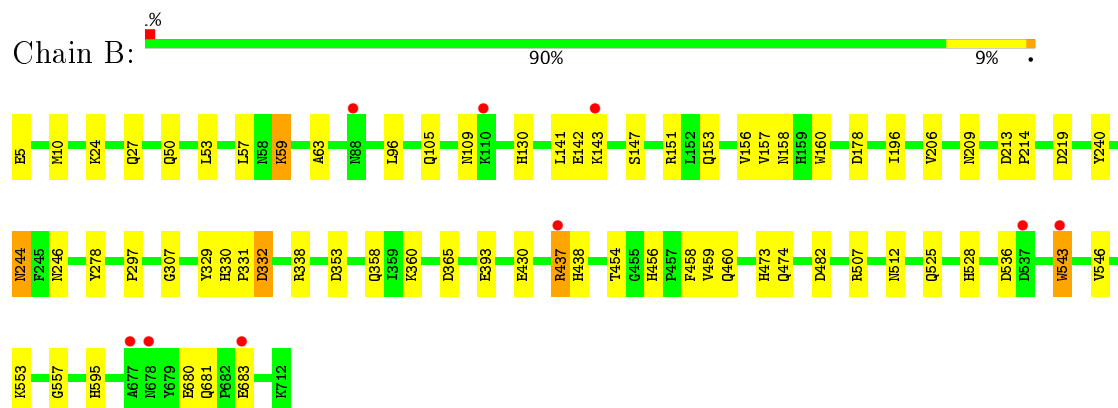 .%
Chain B:
90% 9% •
E5 M10 K24 Q27 Q50 L53 L57 N58 K59 A63 N88 L96 Q105 N109 K110 H130 L141 E142 K143 S147 R151 L152 Q153 V156 V157 N158 H159 W160 D178 I196 V206 N209 D213 P214 D219 Y240
N244 F245 N246 Y278 P297 G307 Y329 H330 P331 D332 R338 D353 Q358 I359 K360 D365 E393 E430 R437 H438 T454 G455 H456 P457 F458 V459 Q460 H473 Q474 D482 R507 N512 Q525 H528 D536 D537 W543 V546
K553 G557 H595 A677 N678 Y679 E680 Q681 P682 E683 K712